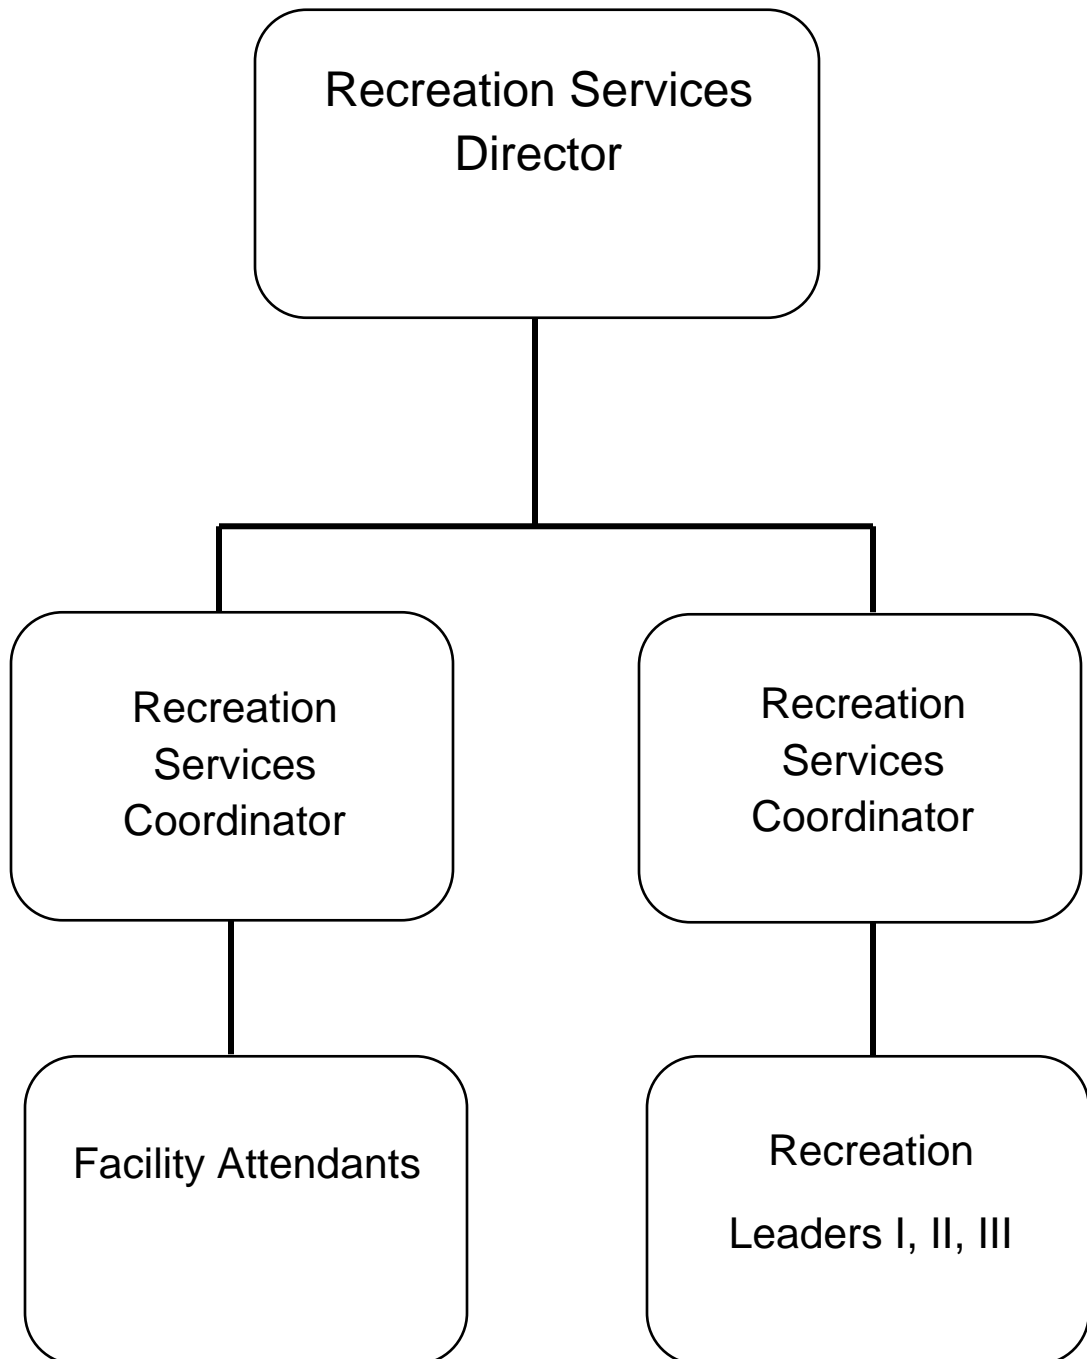 Recreation Services
Director
Recreation
Services
Coordinator
Recreation
Services
Coordinator
Facility Attendants
Recreation
Leaders I, II, III